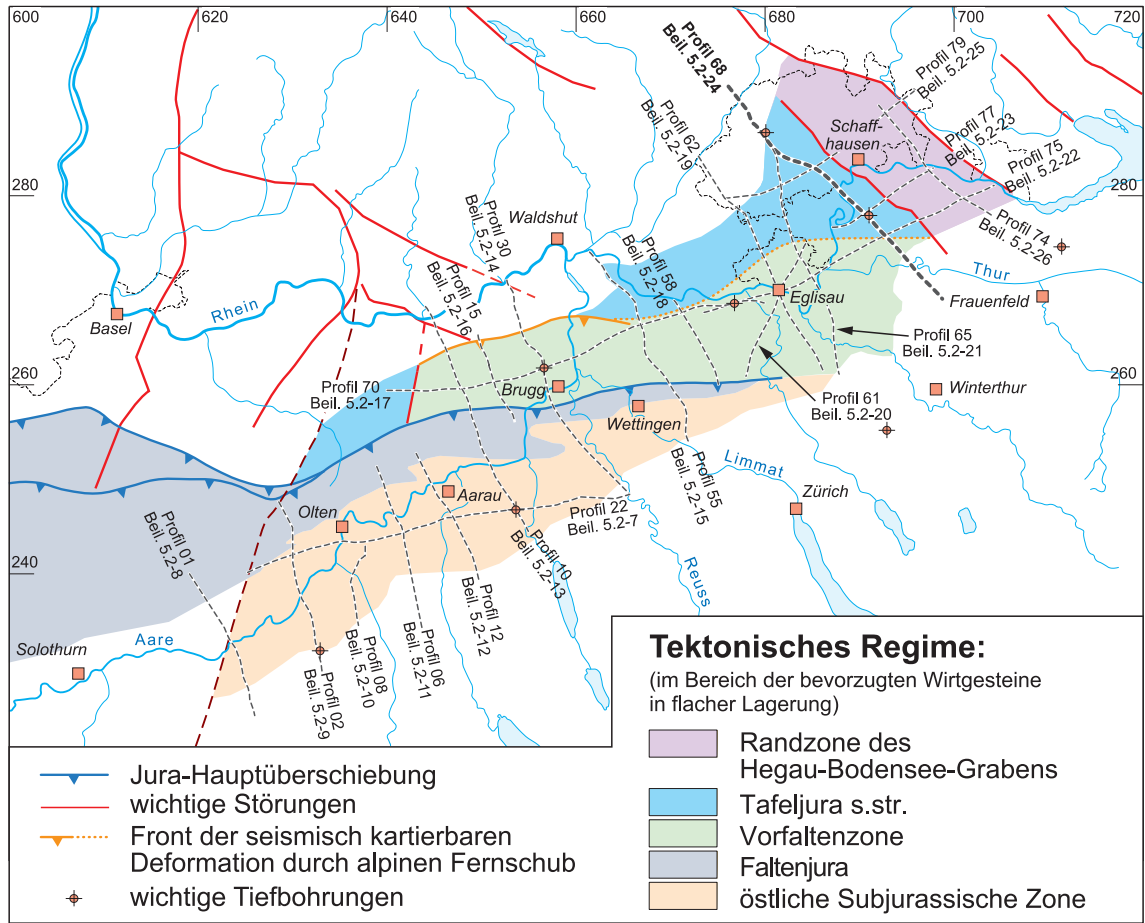 600
620
640
660
680
700
720
280
260
240
280
260
Profil 68
Beil. 5.2-24
Profil 79
Beil. 5.2-25
Profil 77
Beil. 5.2-23
Profil 75
Beil. 5.2-22
Profil 62
Beil. 5.2-19
Schaff-
hausen
Profil 74
Beil. 5.2-26
Waldshut
Profil 30
Beil. 5.2-14
Profil 15
Beil. 5.2-16
Profil 58
Beil. 5.2-18
Thur
Basel
Rhein
Eglisau
Frauenfeld
Profil 65
Beil. 5.2-21
Profil 70
Beil. 5.2-17
Brugg
Profil 61
Beil. 5.2-20
Winterthur
Wettingen
Limmat
Zürich
Profil 55
Beil. 5.2-15
Aarau
Olten
Profil 22
Beil. 5.2-7
Profil 01
Beil. 5.2-8
Profil 10
Beil. 5.2-13
Reuss
Profil 12
Beil. 5.2-12
Aare
Solothurn
Profil 06
Beil. 5.2-11
Profil 08
Beil. 5.2-10
Profil 02
Beil. 5.2-9
Jura-Hauptüberschiebung
wichtige Störungen
Front der seismisch kartierbaren
Deformation durch alpinen Fernschub
wichtige Tiefbohrungen
Tektonisches Regime:
(im Bereich der bevorzugten Wirtgesteine
in flacher Lagerung)
Randzone des
Hegau-Bodensee-Grabens
Tafeljura s.str.
Vorfaltenzone
Faltenjura
östliche Subjurassische Zone